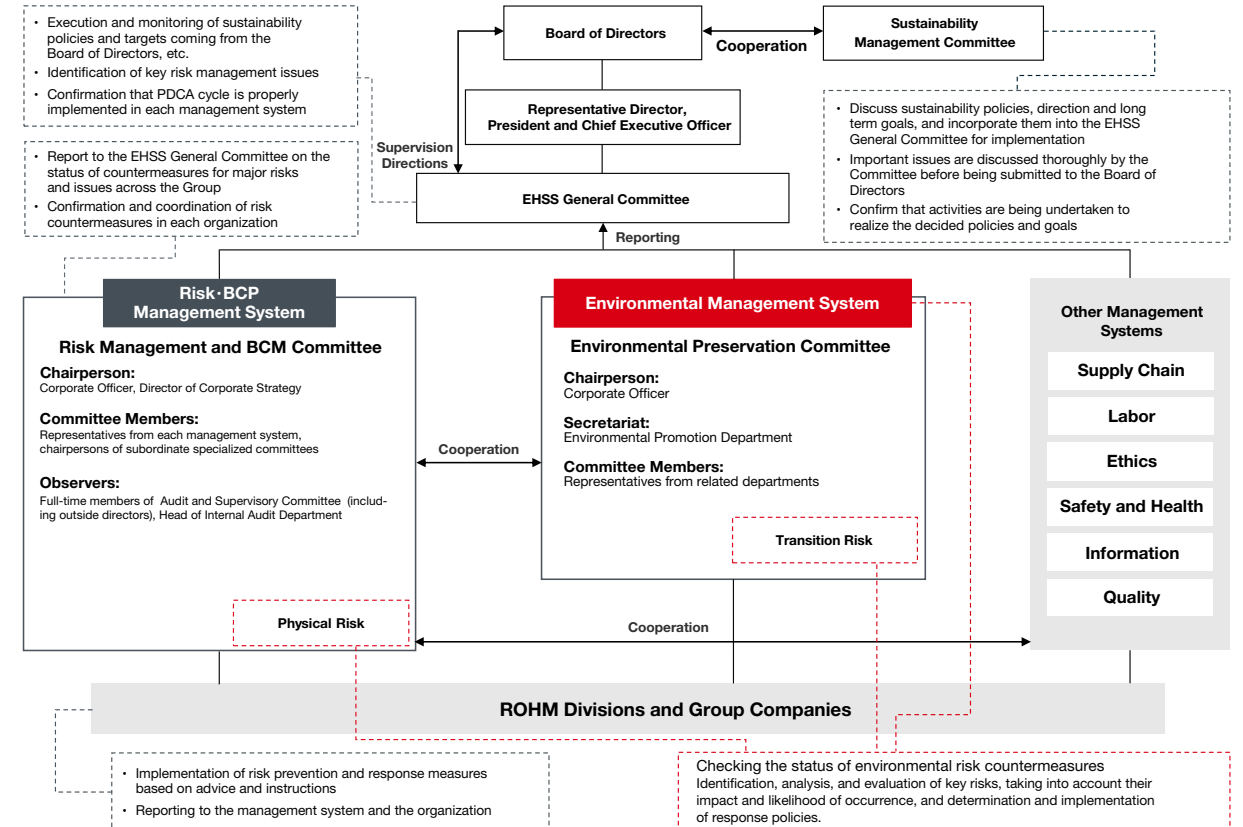 ・ Execution and monitoring of sustainability
policies and targets coming from the
Board of Directors, etc.
・ Identification of key risk management issues
・ Confirmation that PDCA cycle is properly
implemented in each management system
・ Report to the EHSS General Committee on the
status of countermeasures for major risks
and issues across the Group
・ Confirmation and coordination of risk
countermeasures in each organization
Board of Directors
Cooperation
Sustainability
Management Committee
Representative Director,
President and Chief Executive Officer
Supervision
Directions
EHSS General Committee
Reporting
・ Discuss sustainability policies, direction and long
term goals, and incorporate them into the EHSS
General Committee for implementation
・ Important issues are discussed thoroughly by the
Committee before being submitted to the Board of
Directors
・ Confirm that activities are being undertaken to
realize the decided policies and goals
Risk・BCP
Management System
Risk Management and BCM Committee
Chairperson:
Corporate Officer, Director of Corporate Strategy
Committee Members:
Representatives from each management system,
chairpersons of subordinate specialized committees
Observers:
Full-time members of Audit and Supervisory Committee (includ-
ing outside directors), Head of Internal Audit Department
Physical Risk
Cooperation
Environmental Management System
Environmental Preservation Committee
Chairperson:
Corporate Officer
Secretariat:
Environmental Promotion Department
Committee Members:
Representatives from related departments
Transition Risk
Cooperation
Other Management
Systems
Supply Chain
Labor
Ethics
Safety and Health
Information
Quality
ROHM Divisions and Group Companies
・ Implementation of risk prevention and response measures
based on advice and instructions
・ Reporting to the management system and the organization
Checking the status of environmental risk countermeasures
Identification, analysis, and evaluation of key risks, taking into account their
impact and likelihood of occurrence, and determination and implementation
of response policies.